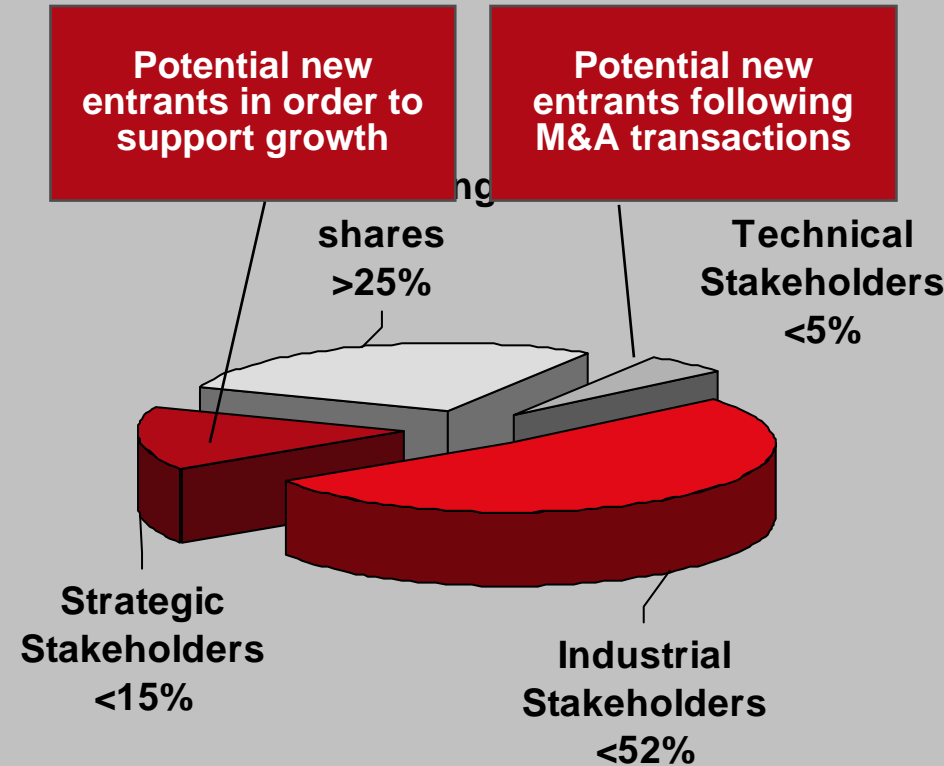 Potential new
entrants in order to
support growth
Potential new
entrants following
M&A transactions
shares
>25%
Technical
Stakeholders
<5%
Strategic
Stakeholders
<15%
Industrial
Stakeholders
<52%